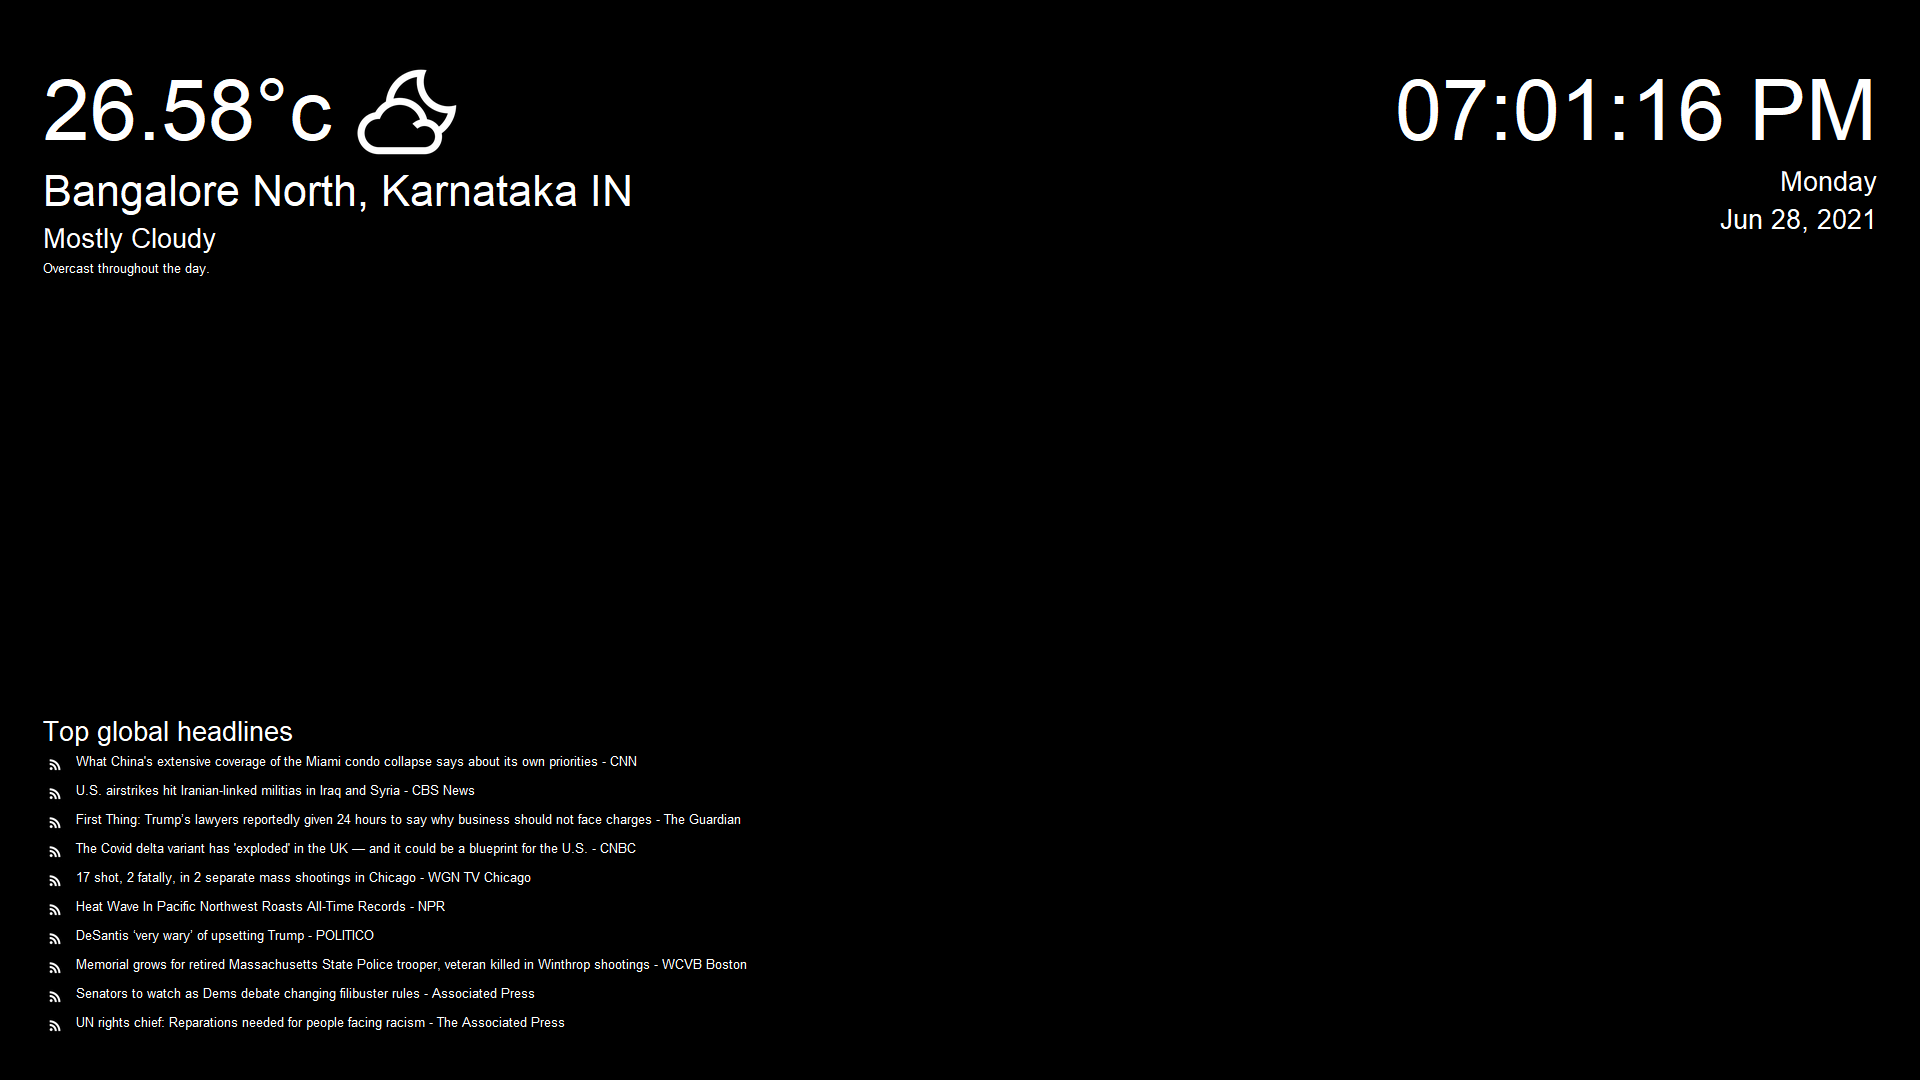 26.58°c
Bangalore North, Karnataka IN
Mostly Cloudy
Overcast throughout the day.
07:01:16 PM
Monday
Jun 28, 2021
Top global headlines
What China's extensive coverage of the Miami condo collapse says about its own priorities - CNN
U.S. airstrikes hit Iranian-linked militias in Iraq and Syria - CBS News
First Thing: Trump’s lawyers reportedly given 24 hours to say why business should not face charges - The Guardian
The Covid delta variant has 'exploded' in the UK — and it could be a blueprint for the U.S. - CNBC
17 shot, 2 fatally, in 2 separate mass shootings in Chicago - WGN TV Chicago
Heat Wave In Pacific Northwest Roasts All-Time Records - NPR
DeSantis ‘very wary’ of upsetting Trump - POLITICO
Memorial grows for retired Massachusetts State Police trooper, veteran killed in Winthrop shootings - WCVB Boston
Senators to watch as Dems debate changing filibuster rules - Associated Press
UN rights chief: Reparations needed for people facing racism - The Associated Press